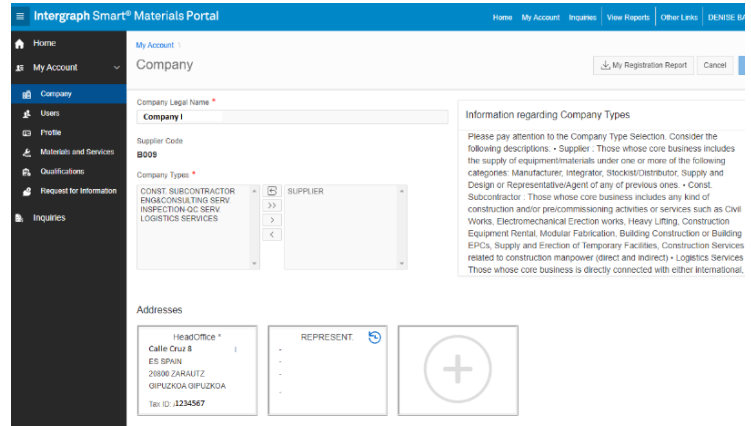 Intergraph Smart® Materials Portal
Home My Account Inquiries View Reports Other Links DENISE
Home
My Account
Company
Users
Profile
Materials and Services
Qualifications
Request for Information
Inquiries
My Account \
Company
My Registration Report Cancel
Company Legal Name *
Company I
Supplier Code
B009
Company Types *
CONST. SUBCONTRACTOR
ENG&CONSULTING SERV.
INSPECTION-QC SERV.
LOGISTICS SERVICES
>>
>
<
SUPPLIER
Information regarding Company Types
Please pay attention to the Company Type Selection. Consider the
following descriptions: • Supplier : Those whose core business includes
the supply of equipment/materials under one or more of the following
categories: Manufacturer, Integrator, Stockist/Distributor, Supply and
Design or Representative/Agent of any of previous ones. • Const.
Subcontractor : Those whose core business includes any kind of
construction and/or pre/commissioning activities or services such as Civil
Works, Electromechanical Erection works, Heavy Lifting, Construction
Equipment Rental, Modular Fabrication, Building Construction or Building
EPCs, Supply and Erection of Temporary Facilities, Construction Services
related to construction manpower (direct and indirect) • Logistics Services
Those whose core business is directly connected with either international,
Addresses
HeadOffice *
Calle Cruz 8
ES SPAIN
20800 ZARAUTZ
GIPUZKOA GIPUZKOA
Tax ID: 1234567
REPRESENT.
-
-
-